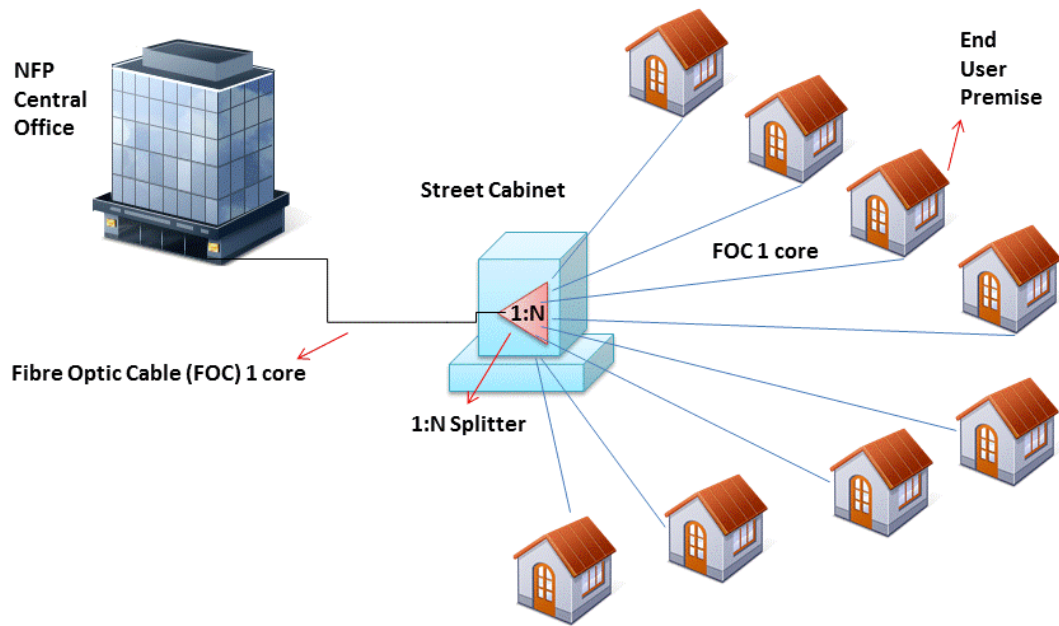 NFP
Central
Office
End
User
Premise
Street Cabinet
FOC 1 core
1:N
Fibre Optic Cable (FOC) 1 core
1:N Splitter